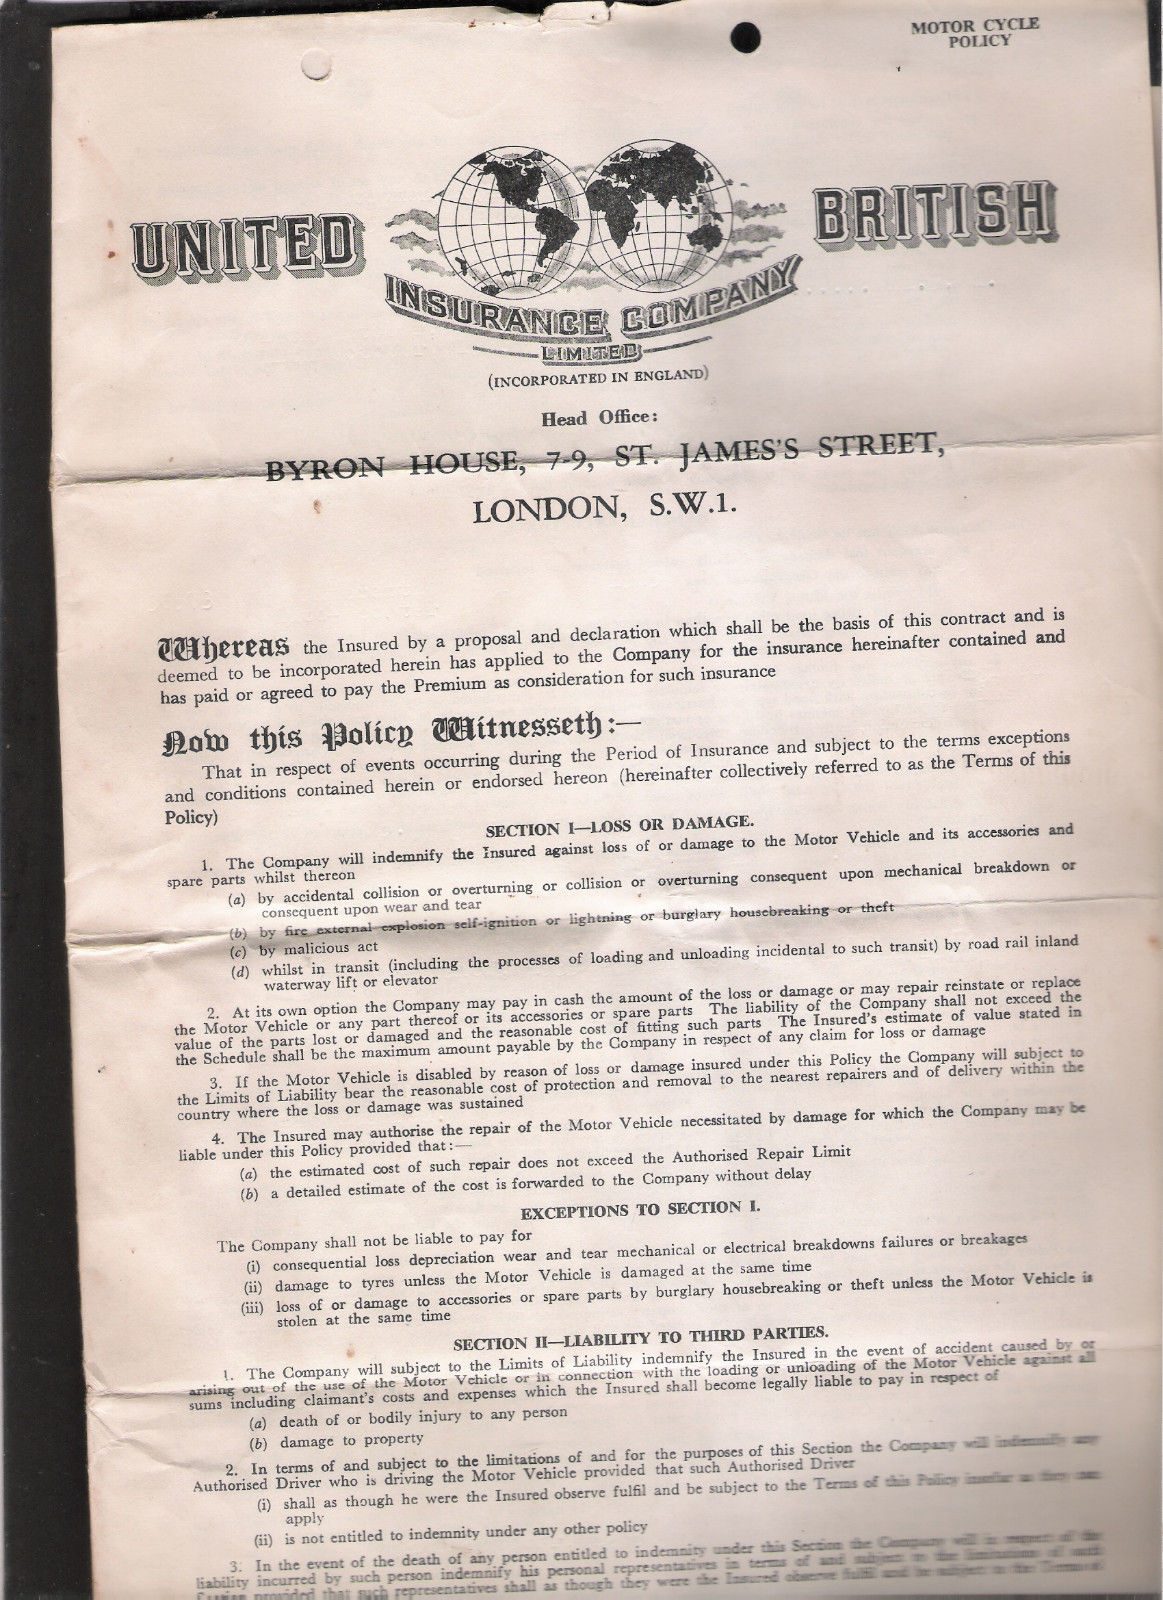 MOTOR CYCLE
POLICY
UNITED BRITISH
INSURANCE COMPANY
LIMITED
(INCORPORATED IN ENGLAND)
Head Office:
BYRON HOUSE, 7-9, ST. JAMES'S STREET,
LONDON, S.W.1.
Whereas the Insured by a proposal and declaration which shall be the basis of this contract and is
deemed to be incorporated herein has applied to the Company for the insurance hereinafter contained and
has paid or agreed to pay the Premium as consideration for such insurance
Now this Policy Witnesseth:—
That in respect of events occurring during the Period of Insurance and subject to the terms exceptions
and conditions contained herein or endorsed hereon (hereinafter collectively referred to as the Terms of this
Policy)
SECTION I—LOSS OR DAMAGE.
1. The Company will indemnify the Insured against loss of or damage to the Motor Vehicle and its accessories and
spare parts whilst thereon
(a) by accidental collision or overturning or collision or overturning consequent upon mechanical breakdown or
consequent upon wear and tear
(b) by fire external explosion self-ignition or lightning or burglary housebreaking or theft
(c) by malicious act
(d) whilst in transit (including the processes of loading and unloading incidental to such transit) by road rail inland
waterway lift or elevator
2. At its own option the Company may pay in cash the amount of the loss or damage or may repair reinstate or replace
the Motor Vehicle or any part thereof or its accessories or spare parts The liability of the Company shall not exceed the
value of the parts lost or damaged and the reasonable cost of fitting such parts The Insured's estimate of value stated in
the Schedule shall be the maximum amount payable by the Company in respect of any claim for loss or damage
3. If the Motor Vehicle is disabled by reason of loss or damage insured under this Policy the Company will subject to
the Limits of Liability bear the reasonable cost of protection and removal to the nearest repairers and of delivery within the
country where the loss or damage was sustained
4. The Insured may authorise the repair of the Motor Vehicle necessitated by damage for which the Company may be
liable under this Policy provided that:—
(a) the estimated cost of such repair does not exceed the Authorised Repair Limit
(b) a detailed estimate of the cost is forwarded to the Company without delay
EXCEPTIONS TO SECTION I.
The Company shall not be liable to pay for
(i) consequential loss depreciation wear and tear mechanical or electrical breakdowns failures or breakages
(ii) damage to tyres unless the Motor Vehicle is damaged at the same time
(iii) loss of or damage to accessories or spare parts by burglary housebreaking or theft unless the Motor Vehicle is
stolen at the same time
SECTION II—LIABILITY TO THIRD PARTIES.
1. The Company will subject to the Limits of Liability indemnify the Insured in the event of accident caused by or
arising out of the use of the Motor Vehicle or in connection with the loading or unloading of the Motor Vehicle against all
sums including claimant's costs and expenses which the Insured shall become legally liable to pay in respect of
(a) death of or bodily injury to any person
(b) damage to property
2. In terms of and subject to the limitations of and for the purposes of this Section the Company will indemnify any
Authorised Driver who is driving the Motor Vehicle provided that such Authorised Driver
(i) shall as though he were the Insured observe fulfil and be subject to the Terms of this Policy insofar as they can
apply
(ii) is not entitled to indemnity under any other policy
3. In the event of the death of any person entitled to indemnity under this Section the Company will in respect of the
liability incurred by such person indemnify his personal representatives in terms of and subject to the limitations of
provided that such representatives shall as though they were the Insured observe fulfil and be subject to the Terms